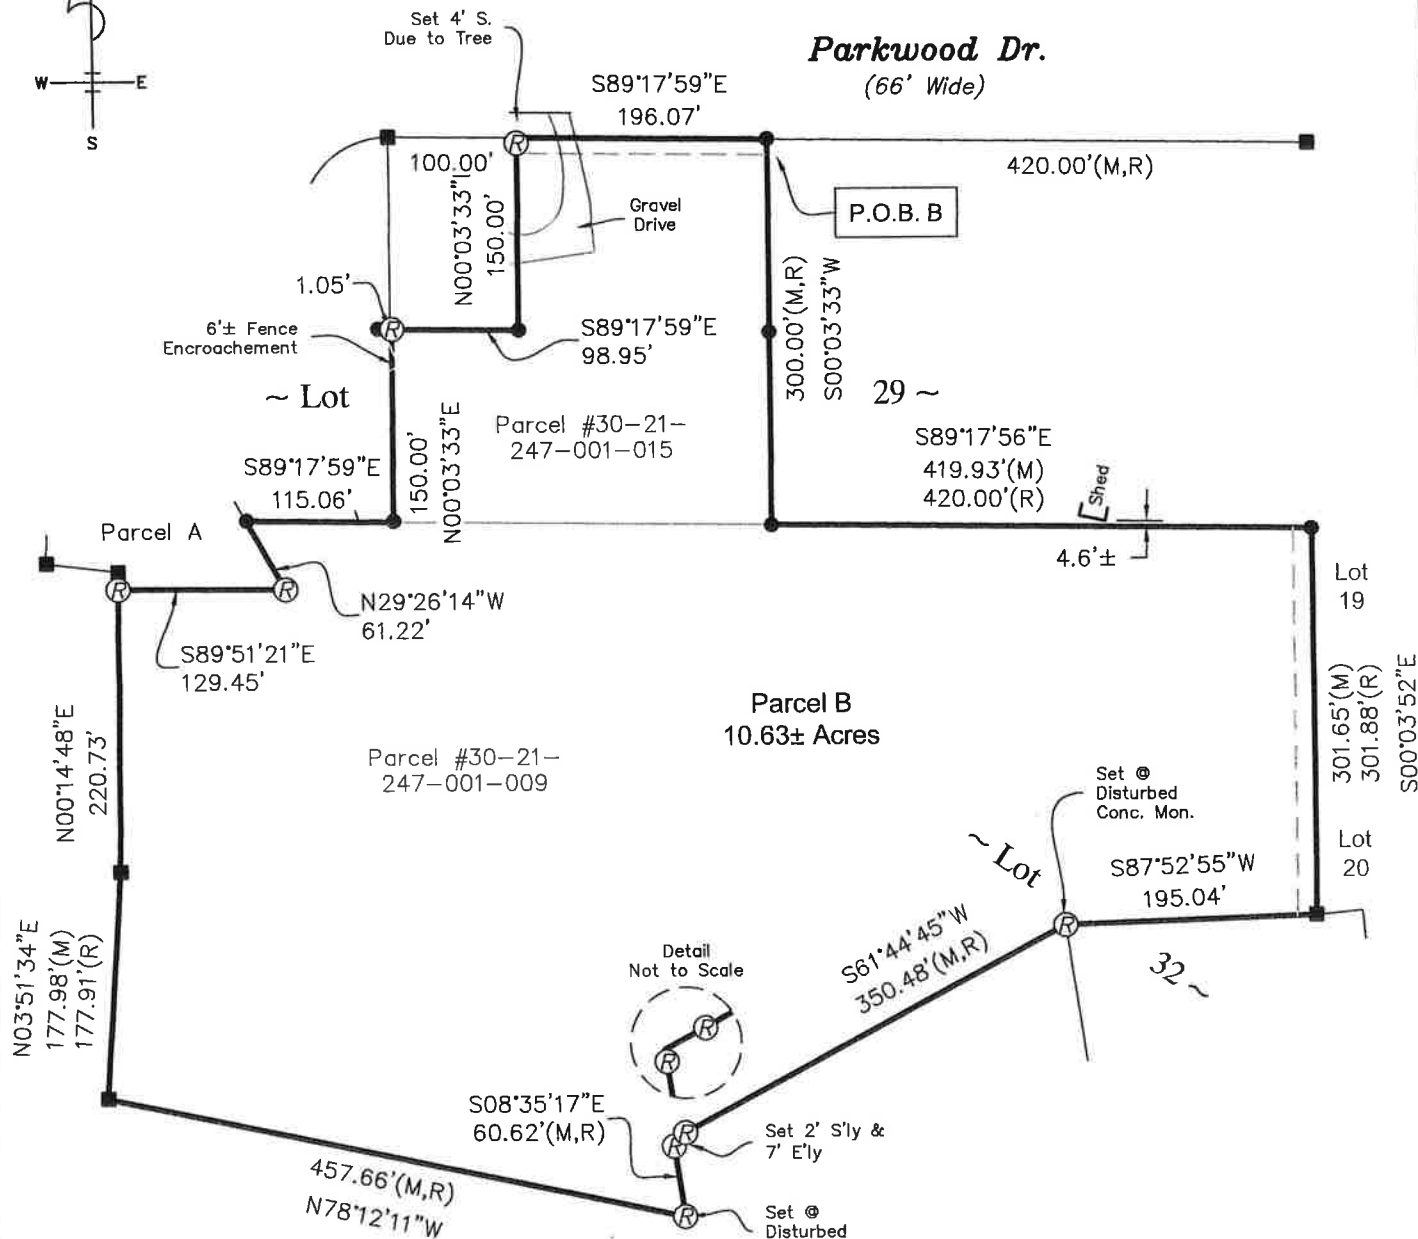 Set 4' S.
Due to Tree
Parkwood Dr.
(66' Wide)
W
E
S
S89°17'59"E
196.07'
100.00'
420.00'(M,R)
N00°03'33"
150.00'
Gravel
Drive
P.O.B. B
1.05'
6'± Fence
Encroachement
S89°17'59"E
98.95'
300.00'(M,R)
S00°03'33"W
~ Lot
29 ~
Parcel #30-21-
247-001-015
150.00'
N00°03'33"E
S89°17'59"E
115.06'
S89°17'56"E
419.93'(M)
420.00'(R)
Shed
4.6'±
Parcel A
R
R
R
R
N29°26'14"W
61.22'
S89°51'21"E
129.45'
Lot
19
Parcel B
10.63± Acres
301.65'(M)
301.88'(R)
S00°03'52"E
N00°14'48"E
220.73'
Parcel #30-21-
247-001-009
Set @
Disturbed
Conc. Mon.
~ Lot
Lot
20
S87°52'55"W
195.04'
R
N03°51'34"E
177.98'(M)
177.91'(R)
Detail
Not to Scale
R
R
S61°44'45"W
350.48'(M,R)
32 ~
S08°35'17"E
60.62'(M,R)
R
R
Set 2' S'ly &
7' E'ly
457.66'(M,R)
N78°12'11"W
R
Set @
Disturbed